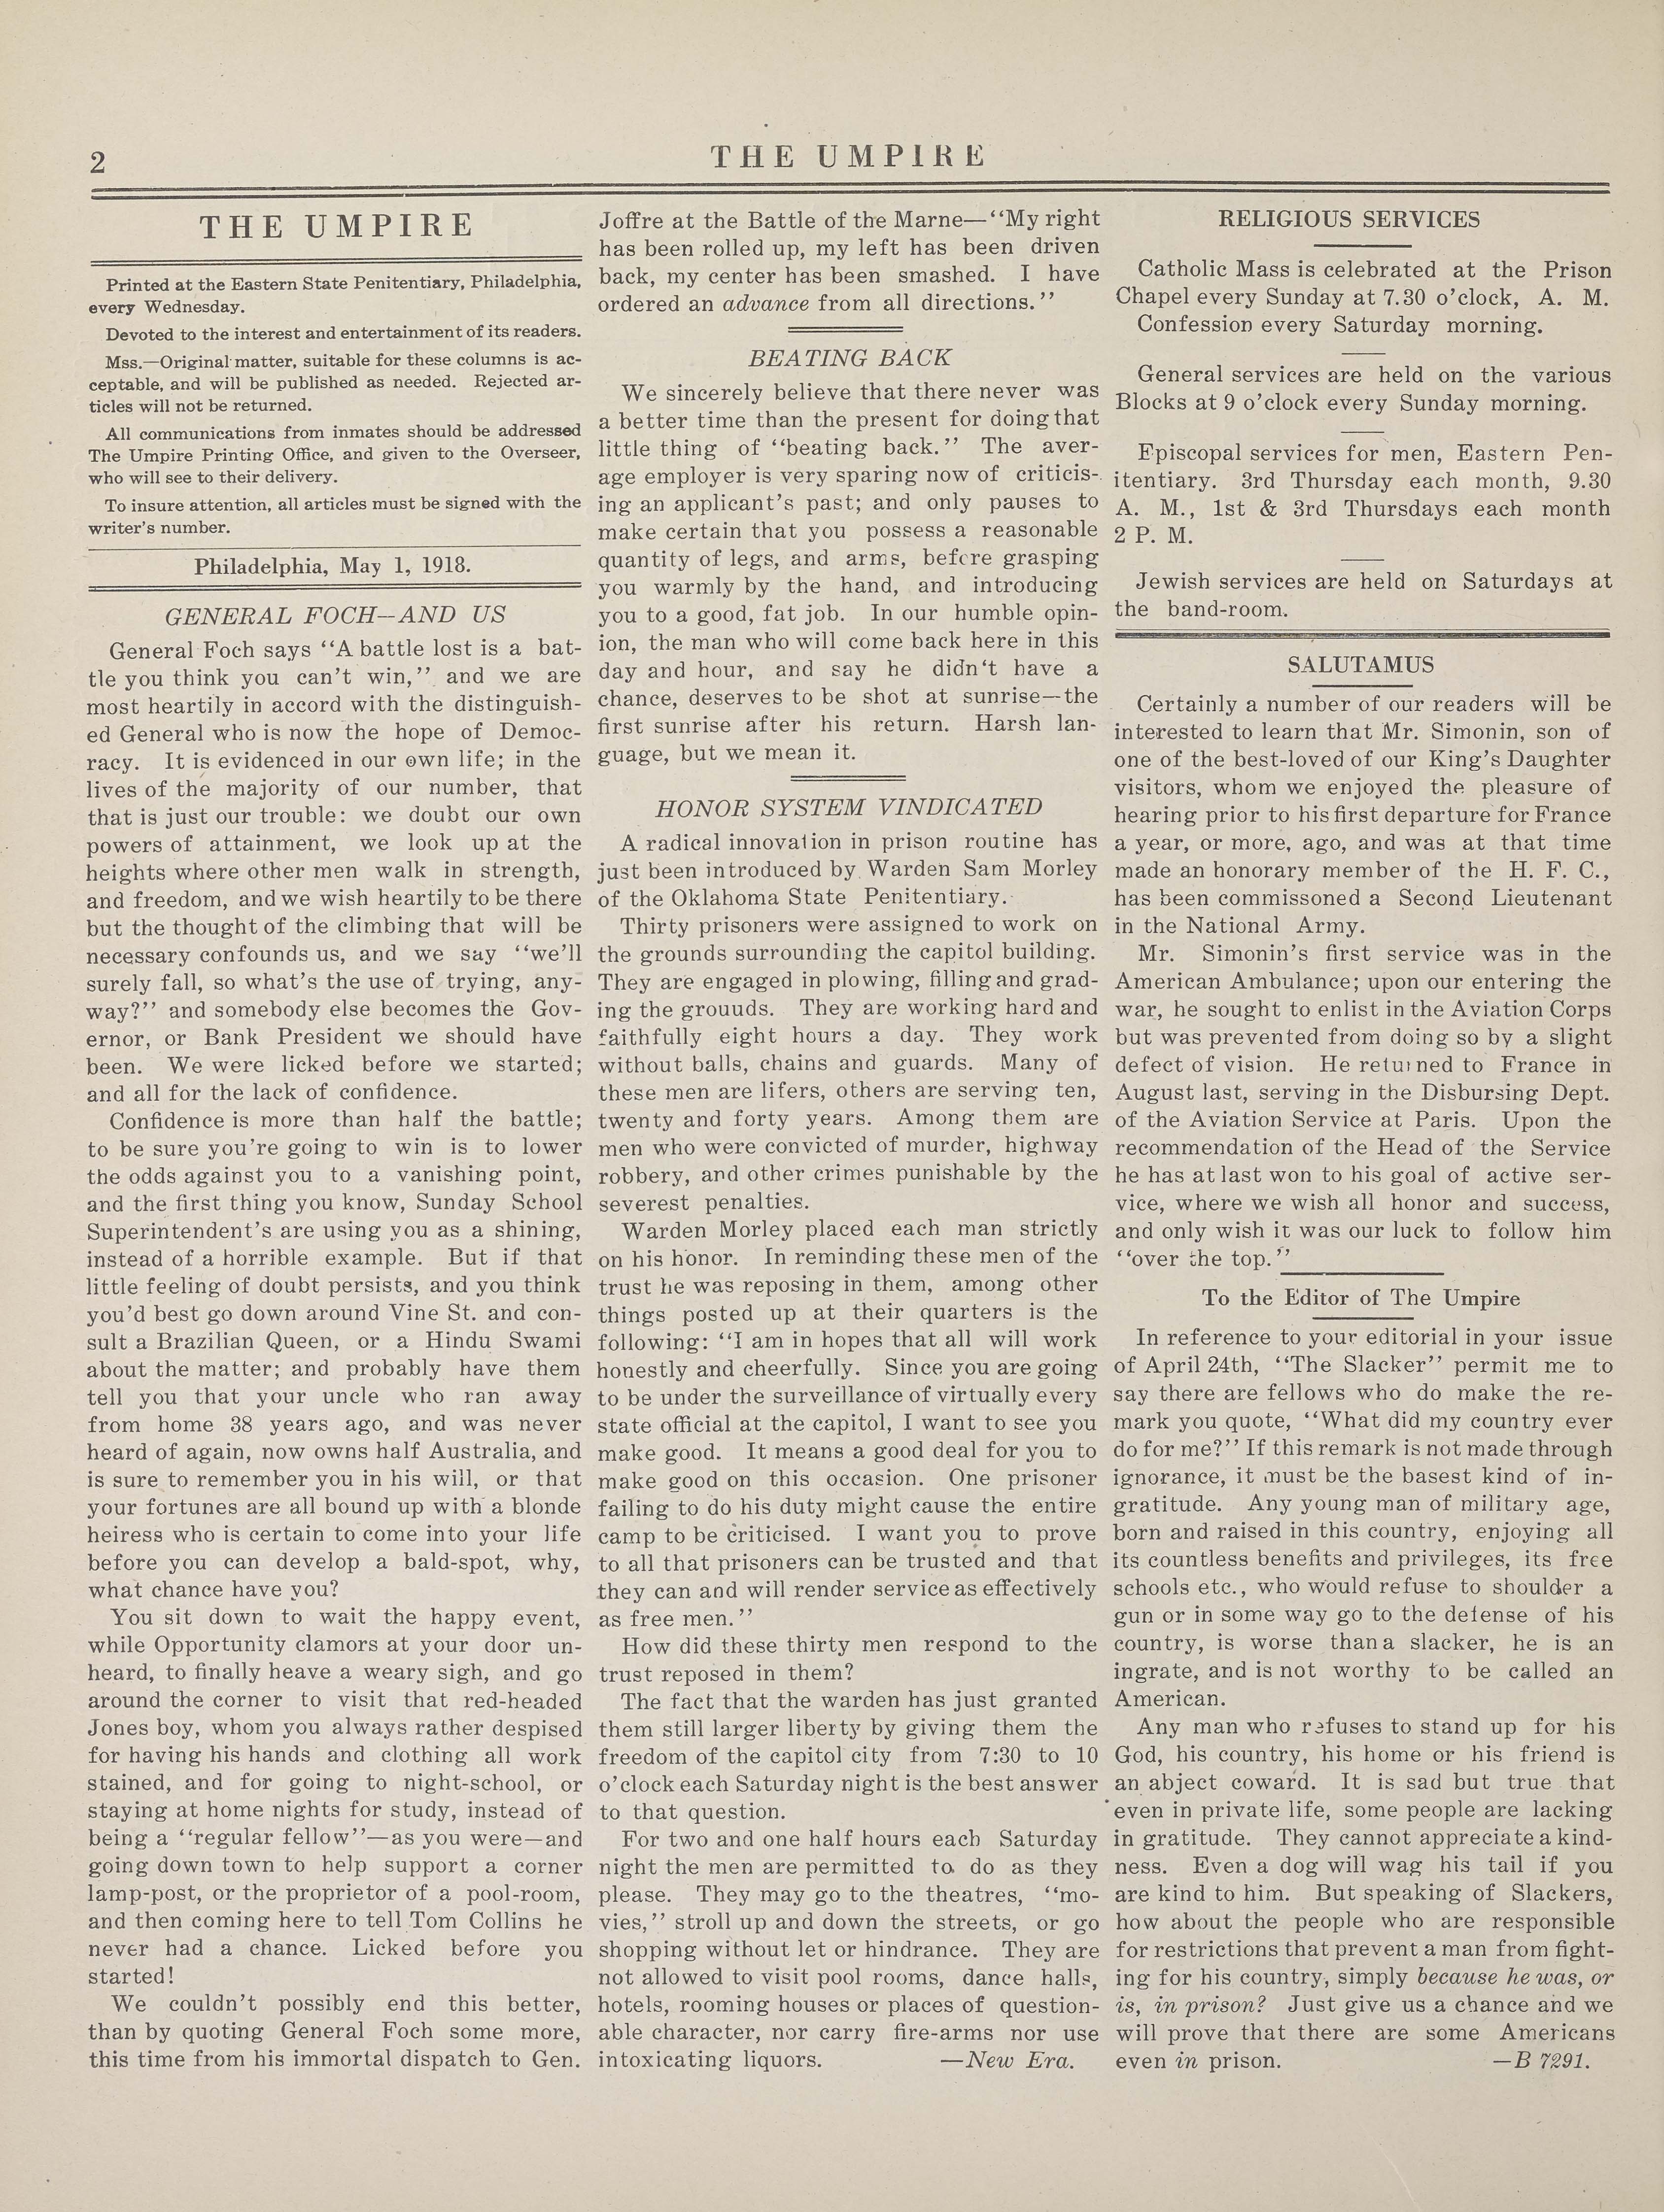 2
THE UMPIRE
THE UMPIRE
Printed at the Eastern State Penitentiary, Philadelphia,
every Wednesday.
Devoted to the interest and entertainment of its readers.
Mss.—Original matter, suitable for these columns is ac-
ceptable, and will be published as needed. Rejected ar-
ticles will not be returned.
All communications from inmates should be addressed
The Umpire Printing Office, and given to the Overseer,
who will see to their delivery.
To insure attention, all articles must be signed with the
writer's number.
Philadelphia, May 1, 1918.
GENERAL FOCH—AND US
General Foch says "A battle lost is a bat-
tle you think you can't win," and we are
most heartily in accord with the distinguish-
ed General who is now the hope of Democ-
racy. It is evidenced in our own life; in the
lives of the majority of our number, that
that is just our trouble: we doubt our own
powers of attainment, we look up at the
heights where other men walk in strength,
and freedom, and we wish heartily to be there
but the thought of the climbing that will be
necessary confounds us, and we say "we'll
surely fall, so what's the use of trying, any-
way?" and somebody else becomes the Gov-
ernor, or Bank President we should have
been. We were licked before we started;
and all for the lack of confidence.
Confidence is more than half the battle;
to be sure you're going to win is to lower
the odds against you to a vanishing point,
and the first thing you know, Sunday School
Superintendent's are using you as a shining,
instead of a horrible example. But if that
little feeling of doubt persists, and you think
you'd best go down around Vine St. and con-
sult a Brazilian Queen, or a Hindu Swami
about the matter; and probably have them
tell you that your uncle who ran away
from home 38 years ago, and was never
heard of again, now owns half Australia, and
is sure to remember you in his will, or that
your fortunes are all bound up with a blonde
heiress who is certain to come into your life
before you can develop a bald-spot, why,
what chance have you?
You sit down to wait the happy event,
while Opportunity clamors at your door un-
heard, to finally heave a weary sigh, and go
around the corner to visit that red-headed
Jones boy, whom you always rather despised
for having his hands and clothing all work
stained, and for going to night-school, or
staying at home nights for study, instead of
being a "regular fellow"—as you were—and
going down town to help support a corner
lamp-post, or the proprietor of a pool-room,
and then coming here to tell Tom Collins he
never had a chance. Licked before you
started!
We couldn't possibly end this better,
than by quoting General Foch some more,
this time from his immortal dispatch to Gen.
Joffre at the Battle of the Marne—"My right
has been rolled up, my left has been driven
back, my center has been smashed. I have
ordered an advance from all directions."
BEATING BACK
We sincerely believe that there never was
a better time than the present for doing that
little thing of "beating back." The aver-
age employer is very sparing now of criticis-
ing an applicant's past; and only pauses to
make certain that you possess a reasonable
quantity of legs, and arms, before grasping
you warmly by the hand, and introducing
you to a good, fat job. In our humble opin-
ion, the man who will come back here in this
day and hour, and say he didn't have a
chance, deserves to be shot at sunrise—the
first sunrise after his return. Harsh lan-
guage, but we mean it.
HONOR SYSTEM VINDICATED
A radical innovation in prison routine has
just been introduced by Warden Sam Morley
of the Oklahoma State Penitentiary.
Thirty prisoners were assigned to work on
the grounds surrounding the capitol building.
They are engaged in plowing, filling and grad-
ing the grouuds. They are working hard and
faithfully eight hours a day. They work
without balls, chains and guards. Many of
these men are lifers, others are serving ten,
twenty and forty years. Among them are
men who were convicted of murder, highway
robbery, and other crimes punishable by the
severest penalties.
Warden Morley placed each man strictly
on his honor. In reminding these men of the
trust he was reposing in them, among other
things posted up at their quarters is the
following: "I am in hopes that all will work
honestly and cheerfully. Since you are going
to be under the surveillance of virtually every
state official at the capitol, I want to see you
make good. It means a good deal for you to
make good on this occasion. One prisoner
failing to do his duty might cause the entire
camp to be criticised. I want you to prove
to all that prisoners can be trusted and that
they can and will render service as effectively
as free men."
How did these thirty men respond to the
trust reposed in them?
The fact that the warden has just granted
them still larger liberty by giving them the
freedom of the capitol city from 7:30 to 10
o'clock each Saturday night is the best answer
to that question.
For two and one half hours each Saturday
night the men are permitted to do as they
please. They may go to the theatres, "mo-
vies," stroll up and down the streets, or go
shopping without let or hindrance. They are
not allowed to visit pool rooms, dance halls,
hotels, rooming houses or places of question-
able character, nor carry fire-arms nor use
intoxicating liquors. —New Era.
RELIGIOUS SERVICES
Catholic Mass is celebrated at the Prison
Chapel every Sunday at 7.30 o'clock, A. M.
Confession every Saturday morning.
General services are held on the various
Blocks at 9 o'clock every Sunday morning.
Episcopal services for men, Eastern Pen-
itentiary. 3rd Thursday each month, 9.30
A. M., 1st & 3rd Thursdays each month
2 P. M.
Jewish services are held on Saturdays at
the band-room.
SALUTAMUS
Certainly a number of our readers will be
interested to learn that Mr. Simonin, son of
one of the best-loved of our King's Daughter
visitors, whom we enjoyed the pleasure of
hearing prior to his first departure for France
a year, or more, ago, and was at that time
made an honorary member of the H. F. C.,
has been commissoned a Second Lieutenant
in the National Army.
Mr. Simonin's first service was in the
American Ambulance; upon our entering the
war, he sought to enlist in the Aviation Corps
but was prevented from doing so by a slight
defect of vision. He returned to France in
August last, serving in the Disbursing Dept.
of the Aviation Service at Paris. Upon the
recommendation of the Head of the Service
he has at last won to his goal of active ser-
vice, where we wish all honor and success,
and only wish it was our luck to follow him
"over the top."
To the Editor of The Umpire
In reference to your editorial in your issue
of April 24th, "The Slacker" permit me to
say there are fellows who do make the re-
mark you quote, "What did my country ever
do for me?" If this remark is not made through
ignorance, it must be the basest kind of in-
gratitude. Any young man of military age,
born and raised in this country, enjoying all
its countless benefits and privileges, its free
schools etc., who would refuse to shoulder a
gun or in some way go to the defense of his
country, is worse than a slacker, he is an
ingrate, and is not worthy to be called an
American.
Any man who refuses to stand up for his
God, his country, his home or his friend is
an abject coward. It is sad but true that
even in private life, some people are lacking
in gratitude. They cannot appreciate a kind-
ness. Even a dog will wag his tail if you
are kind to him. But speaking of Slackers,
how about the people who are responsible
for restrictions that prevent a man from fight-
ing for his country, simply because he was, or
is, in prison? Just give us a chance and we
will prove that there are some Americans
even in prison. —B 7291.